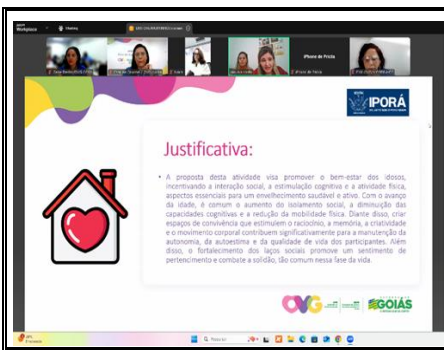 Workplace
Meeting
iPhone de Pricila
IPORÁ
Justificativa:
• A proposta desta atividade visa promover o bem-estar dos idosos,
incentivando a interação social, a estimulação cognitiva e a atividade física,
aspectos essenciais para um envelhecimento saudável e ativo. Com o avanço
da idade, é comum o aumento do isolamento social, a diminuição das
capacidades cognitivas e a redução da mobilidade física. Diante disso, criar
espaços de convivência que estimulem o raciocínio, a memória, a criatividade
e o movimento corporal contribuem significativamente para a manutenção da
autonomia, da autoestima e da qualidade de vida dos participantes. Além
disso, o fortalecimento dos laços sociais promove um sentimento de
pertencimento e combate a solidão, tão comum nessa fase da vida.
OVG
GOIÁS